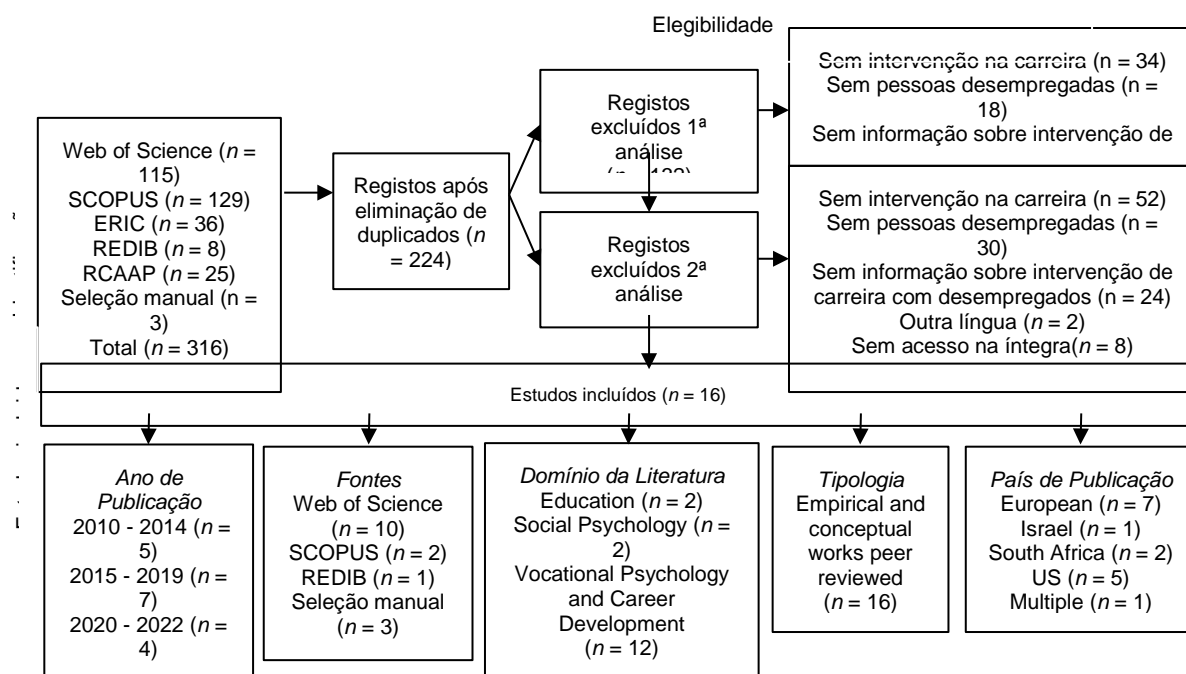 Elegibilidade
Web of Science (n =
115)
SCOPUS (n = 129)
ERIC (n = 36)
REDIB (n = 8)
RCAAP (n = 25)
Seleção manual (n =
3)
Total (n = 316)
Registos após
eliminação de
duplicados (n
= 224)
Registos
excluídos 1ª
análise
Registos
excluídos 2ª
análise
Sem intervenção na carreira (n = 34)
Sem pessoas desempregadas (n =
18)
Sem informação sobre intervenção de
Sem intervenção na carreira (n = 52)
Sem pessoas desempregadas (n =
30)
Sem informação sobre intervenção de
carreira com desempregados (n = 24)
Outra língua (n = 2)
Sem acesso na íntegra(n = 8)
Estudos incluídos (n = 16)
Ano de
Publicação
2010 - 2014 (n =
5)
2015 - 2019 (n =
7)
2020 - 2022 (n =
4)
Fontes
Web of Science
(n = 10)
SCOPUS (n = 2)
REDIB (n = 1)
Seleção manual
(n = 3)
Domínio da Literatura
Education (n = 2)
Social Psychology (n =
2)
Vocational Psychology
and Career
Development
(n = 12)
Tipologia
Empirical and
conceptual
works peer
reviewed
(n = 16)
País de Publicação
European (n = 7)
Israel (n = 1)
South Africa (n = 2)
US (n = 5)
Multiple (n = 1)